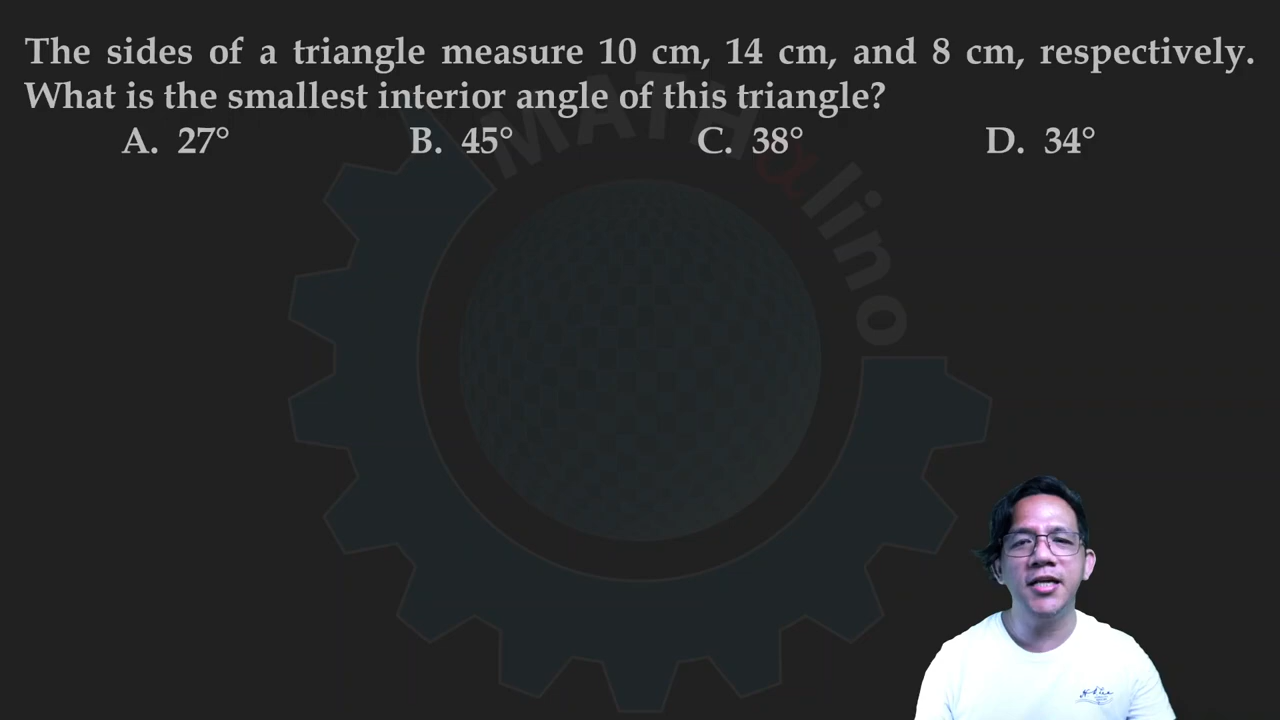 The sides of a triangle measure 10 cm, 14 cm, and 8 cm, respectively.
What is the smallest interior angle of this triangle?
A. 27° B. 45° C. 38° D. 34°
MATHalino